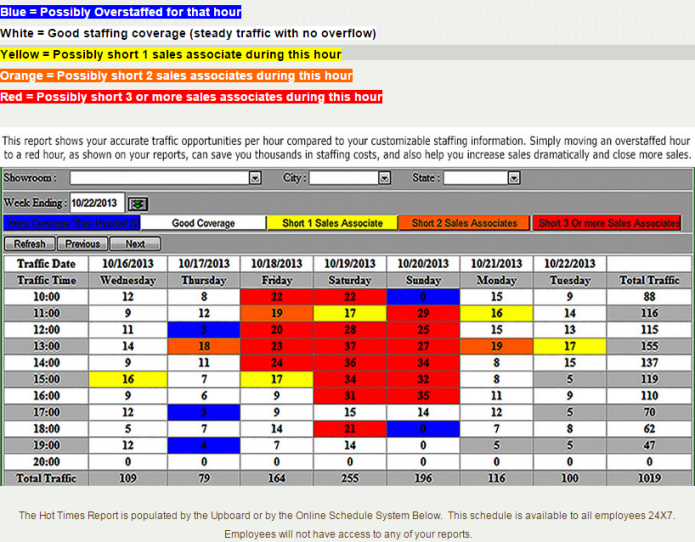 Blue = Possibly Overstaffed for that hour
White = Good staffing coverage (steady traffic with no overflow)
Yellow = Possibly short 1 sales associate during this hour
Orange = Possibly short 2 sales associates during this hour
Red = Possibly short 3 or more sales associates during this hour
This report shows your accurate traffic opportunities per hour compared to your customizable staffing information. Simply moving an overstaffed hour
to a red hour, as shown on your reports, can save you thousands in staffing costs, and also help you increase sales dramatically and close more sales.
Showroom : City : State :
Week Ending : 10/22/2013
More Coverage Than Needed Good Coverage Short 1 Sales Associate Short 2 Sales Associates Short 3 Or more Sales Associates
Refresh Previous Next
Traffic Date 10/16/2013 10/17/2013 10/18/2013 10/19/2013 10/20/2013 10/21/2013 10/22/2013
Traffic Time Wednesday Thursday Friday Saturday Sunday Monday Tuesday Total Traffic
10:00 12 8 22 22 0 15 9 88
11:00 9 12 19 17 29 16 14 116
12:00 11 3 20 28 25 15 13 115
13:00 14 18 23 37 27 19 17 155
14:00 9 11 24 36 34 8 15 137
15:00 16 7 17 34 32 8 5 119
16:00 9 6 9 31 35 11 9 110
17:00 12 3 9 15 14 12 5 70
18:00 5 7 14 21 0 7 8 62
19:00 12 4 7 14 0 5 5 47
20:00 0 0 0 0 0 0 0 0
Total Traffic 109 79 164 255 196 116 100 1019
The Hot Times Report is populated by the Upboard or by the Online Schedule System Below. This schedule is available to all employees 24X7.
Employees will not have access to any of your reports.